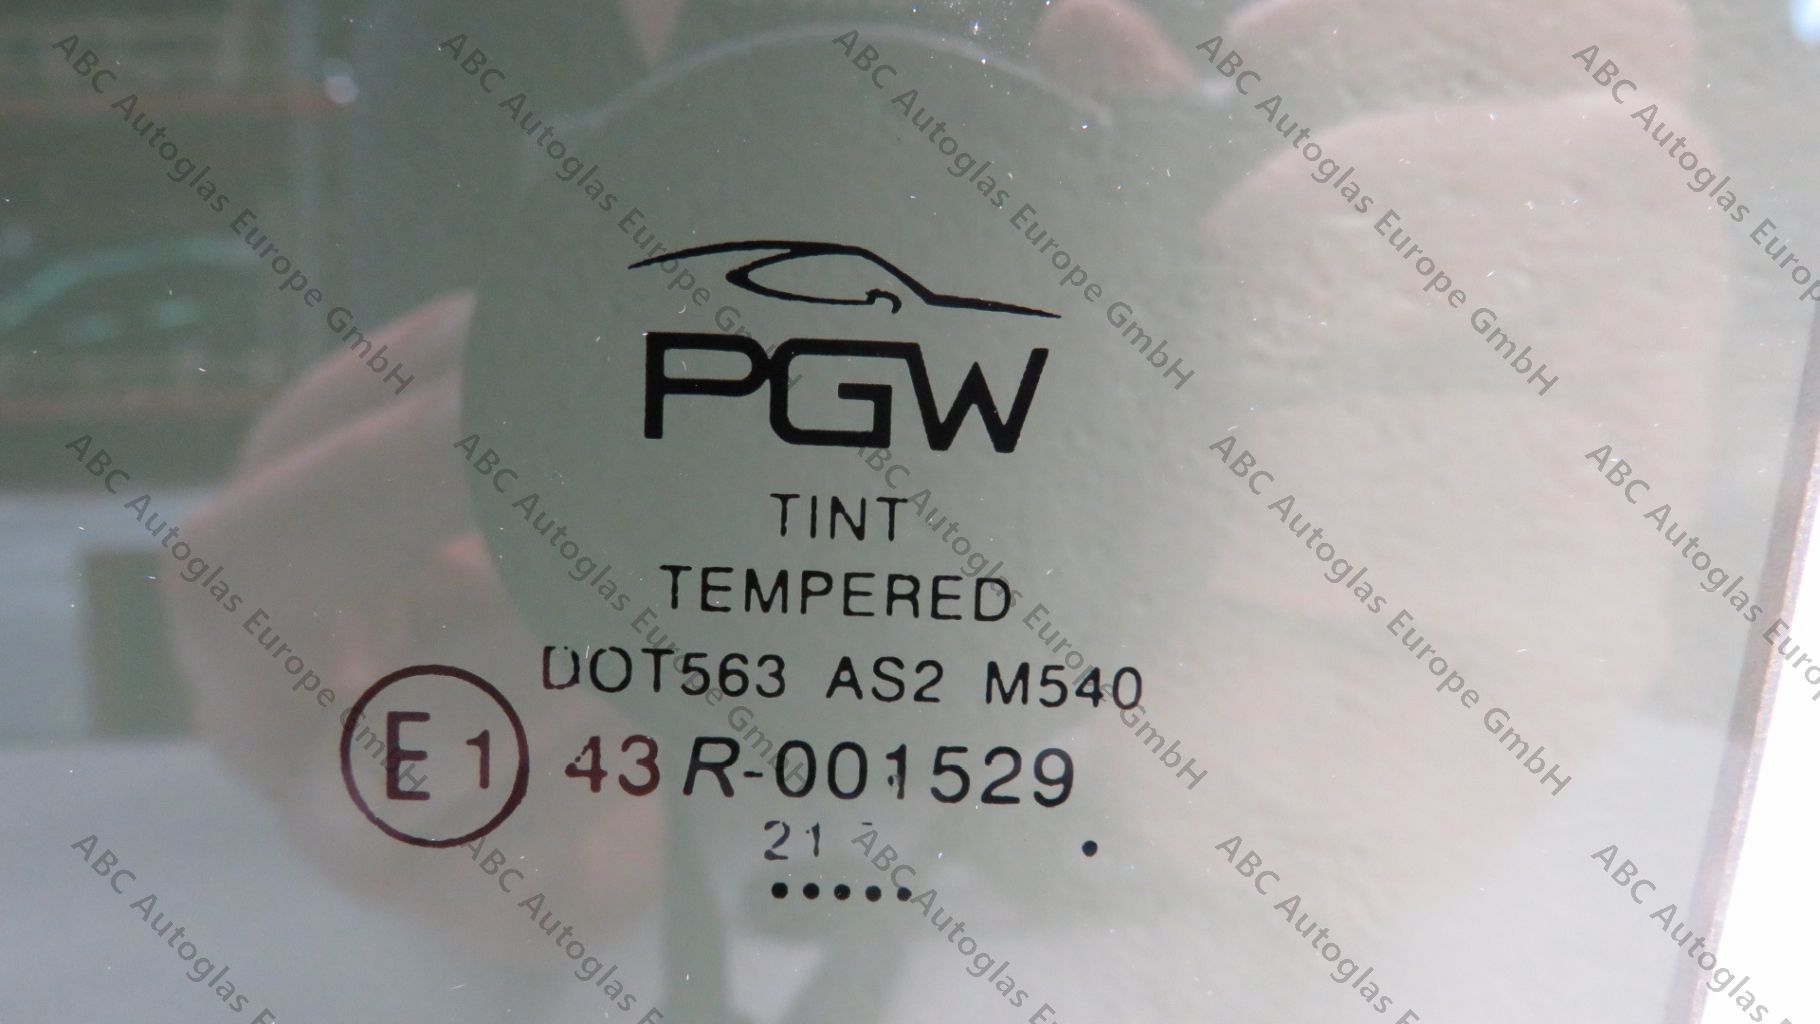 PGW
TINT
TEMPERED
DOT563 AS2 M540
E1 43R-001529
21
ABC Autoglas Europe GmbH